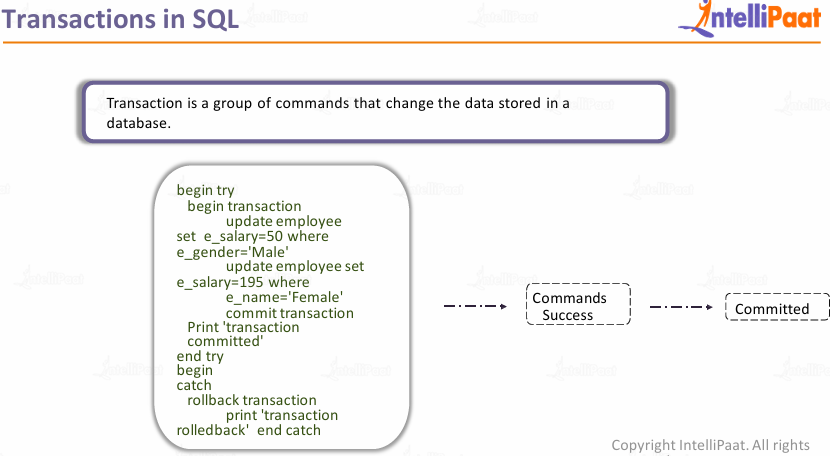 Transactions in SQL
IntelliPaat
Transaction is a group of commands that change the data stored in a
database.
begin try
begin transaction
update employee
set e_salary=50 where
e_gender='Male'
update employee set
e_salary=195 where
e_name='Female'
commit transaction
Print 'transaction
committed'
end try
begin
catch
rollback transaction
print 'transaction
rolledback' end catch
Commands
Success
Committed
Copyright IntelliPaat. All rights